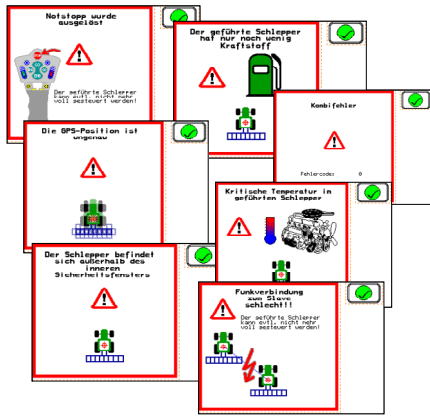 Notstopp wurde
ausgelöst
STOP
Der geführte Schlepper
kann evtl. nicht mehr
voll gesteuert werden!
Der geführte Schlepper
hat nur noch wenig
Kraftstoff
Kombifehler
Fehlercode: 0
Die GPS-Position ist
ungenau
Kritische Temperatur im
geführten Schlepper
Der Schlepper befindet
sich außerhalb des
inneren
Sicherheitsfensters
Funkverbindung
zum Slave
schlecht!!!
Der geführte Schlepper
kann evtl. nicht mehr
voll gesteuert werden!